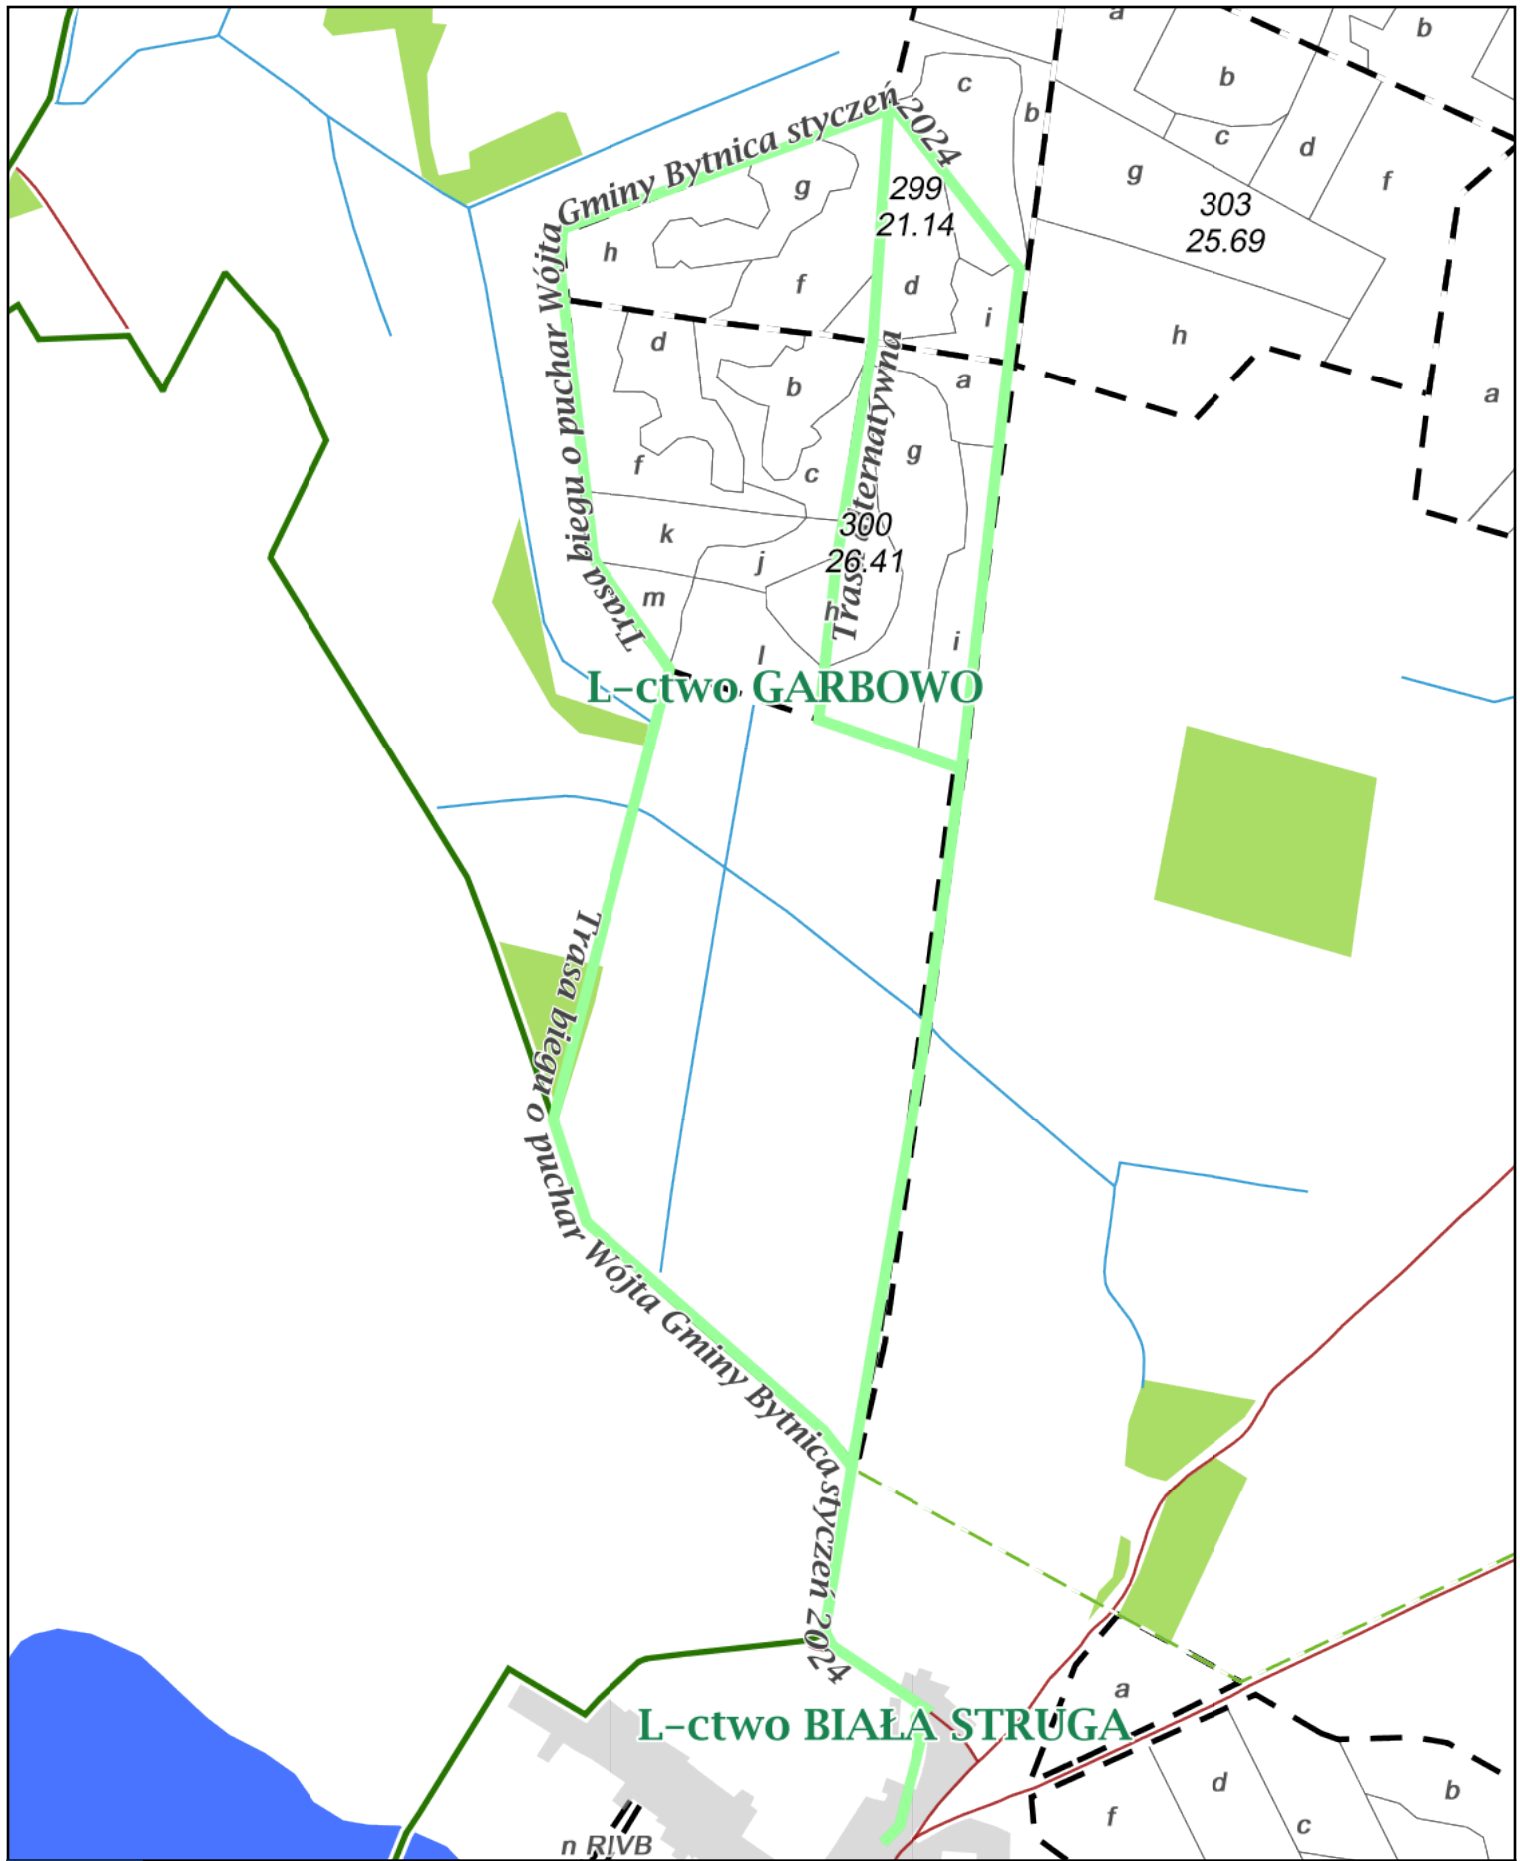 a
b
b
c
b
c
d
g
f
303
25.69
h
a
Trasa biegu o puchar Wójta Gminy Bytnica styczeń 2024
299
21.14
g
h
f
d
i
d
b
a
f
c
g
Trasa alternatywna
300
26.41
k
j
m
h
l
i
L-ctwo GARBOWO
Trasa biegu o puchar Wójta Gminy Bytnica styczeń 2024
L-ctwo BIAŁA STRUGA
a
d
b
f
c
n RIVB